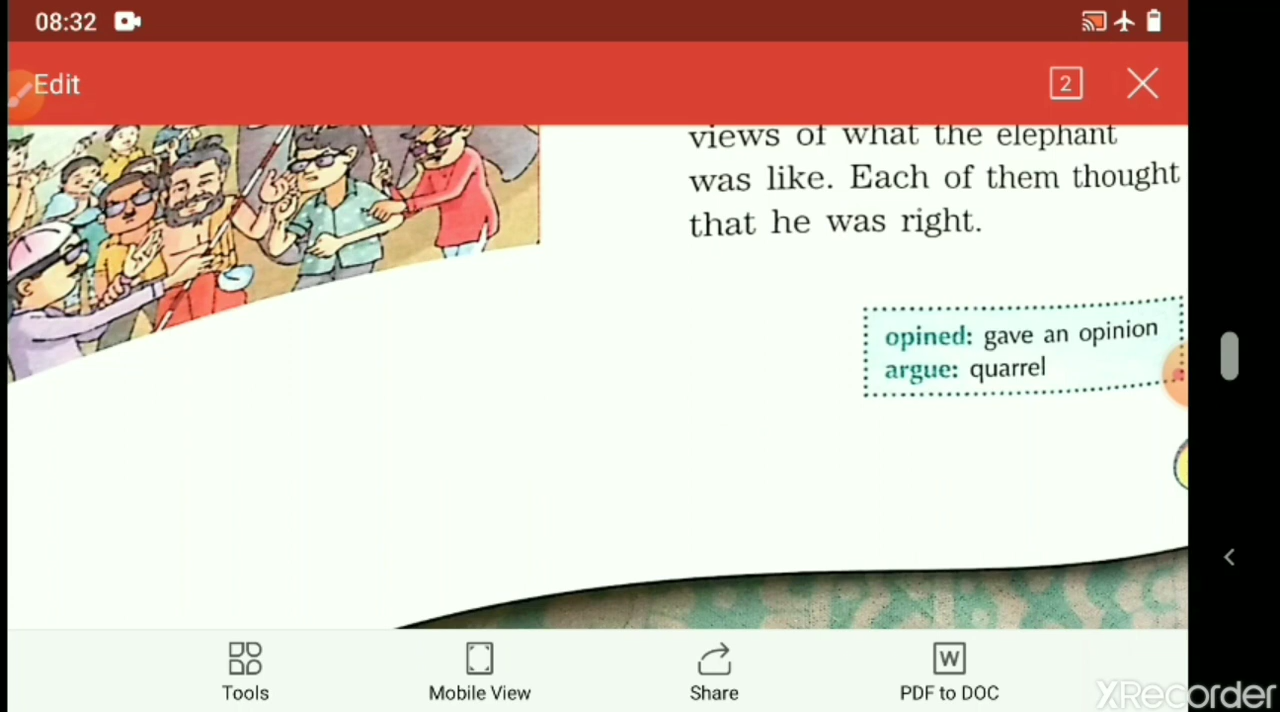 08:32
Edit
2
views of what the elephant
was like. Each of them thought
that he was right.
opined: gave an opinion
argue: quarrel
Tools
Mobile View
Share
W
PDF to DOC
XRecorder